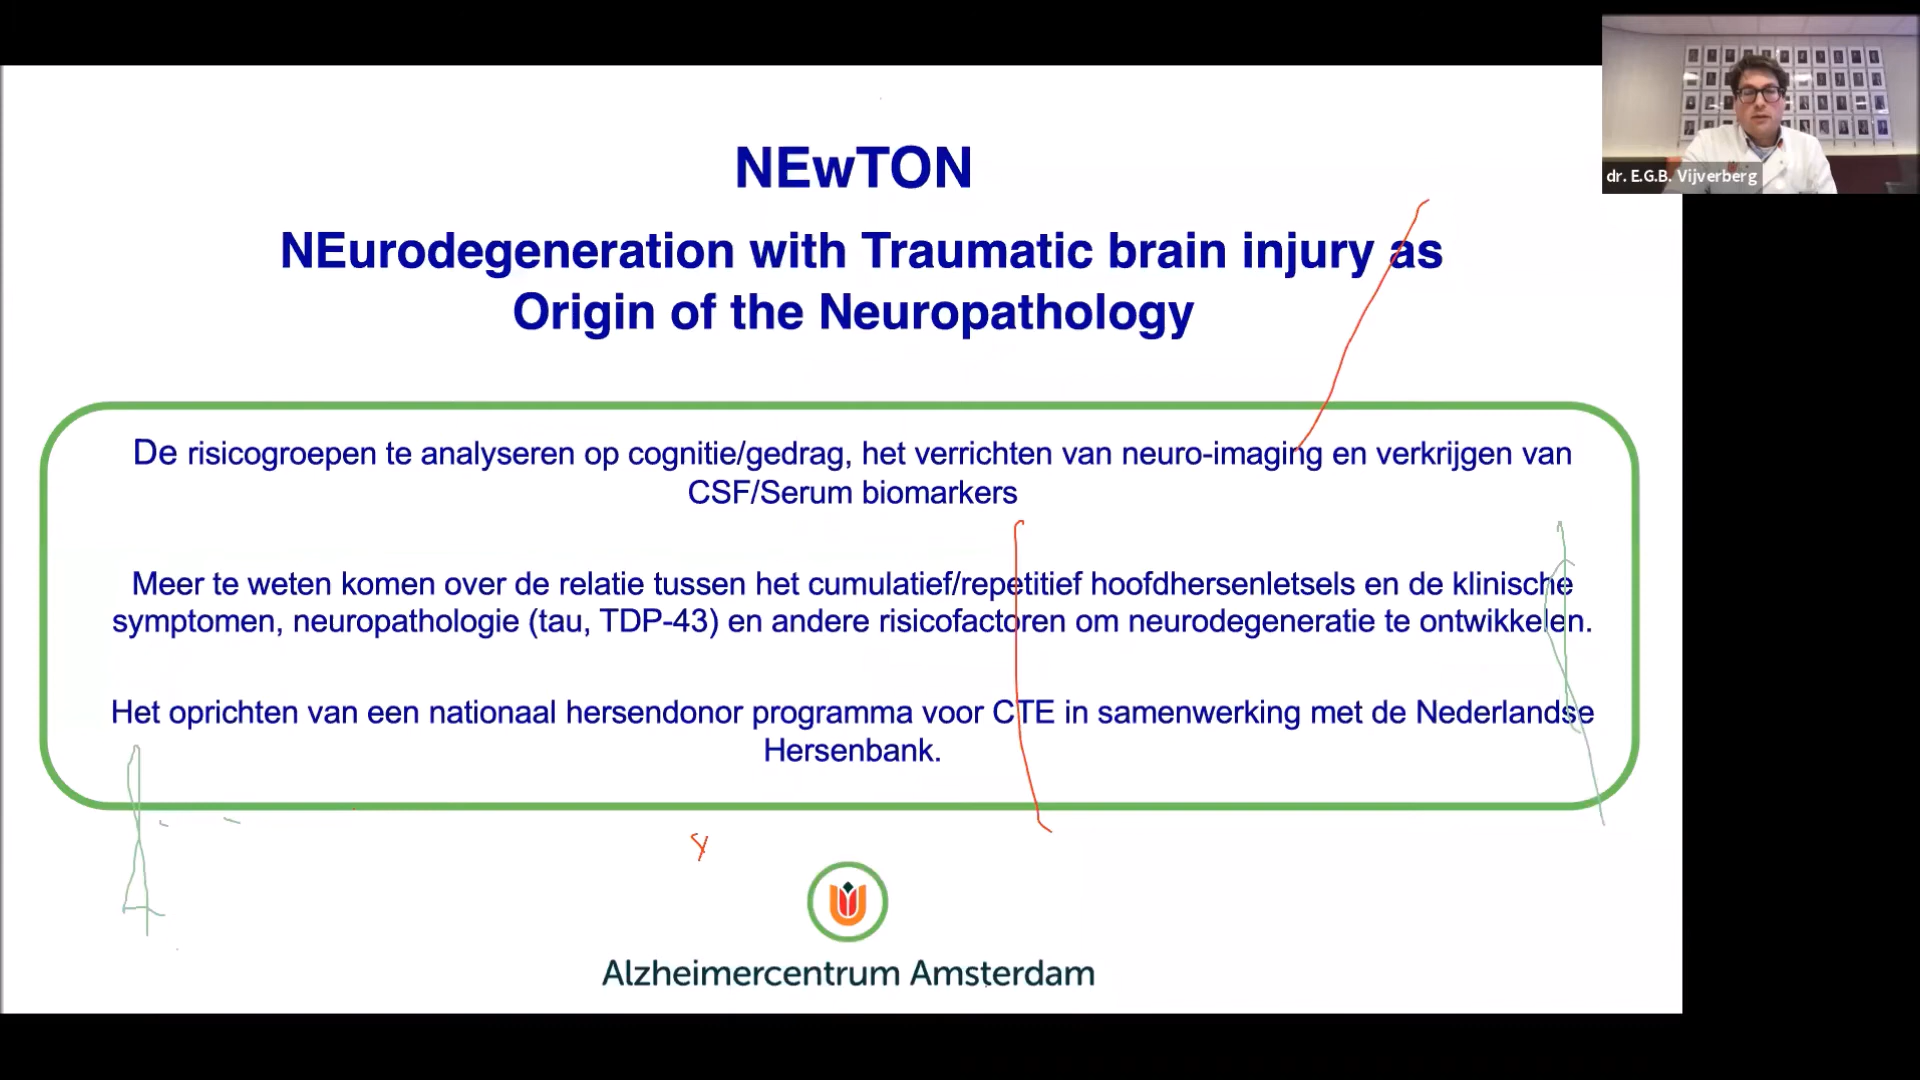 NEwTON
NEurodegeneration with Traumatic brain injury as
Origin of the Neuropathology
De risicogroepen te analyseren op cognitie/gedrag, het verrichten van neuro-imaging en verkrijgen van
CSF/Serum biomarkers
Meer te weten komen over de relatie tussen het cumulatief/repetitief hoofdhersenletsels en de klinische
symptomen, neuropathologie (tau, TDP-43) en andere risicofactoren om neurodegeneratie te ontwikkelen.
Het oprichten van een nationaal hersendonor programma voor CTE in samenwerking met de Nederlandse
Hersenbank.
Alzheimercentrum Amsterdam
dr. E.G.B. Vijverberg